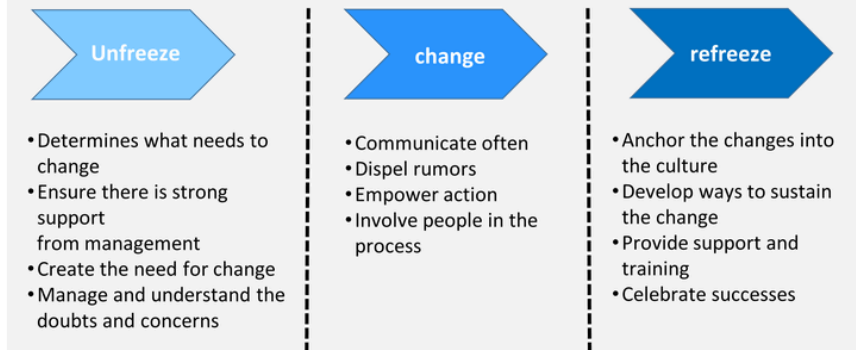 Unfreeze
•Determines what needs to
change
•Ensure there is strong
support
from management
•Create the need for change
•Manage and understand the
doubts and concerns
change
•Communicate often
•Dispel rumors
•Empower action
•Involve people in the
process
refreeze
•Anchor the changes into
the culture
•Develop ways to sustain
the change
•Provide support and
training
•Celebrate successes